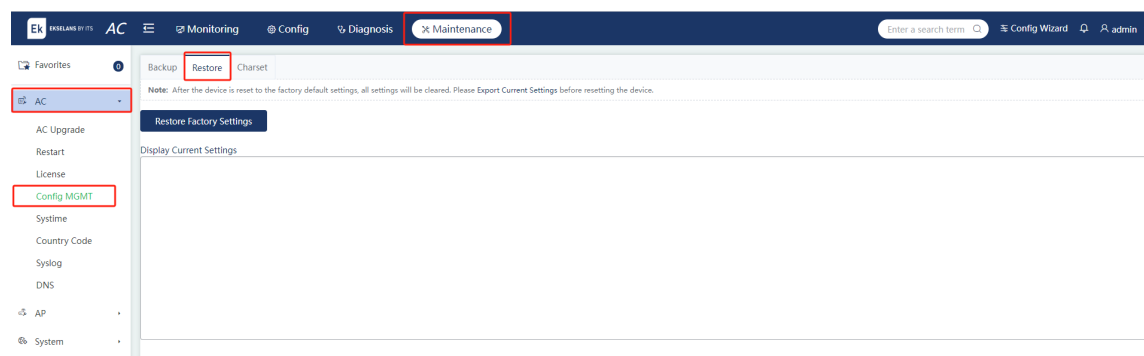 Ek EKSELANS BY ITS AC Monitoring Config Diagnosis Maintenance Enter a search term Config Wizard admin
Favorites 0
Backup Restore Charset
Note: After the device is reset to the factory default settings, all settings will be cleared. Please Export Current Settings before resetting the device.
AC
Restore Factory Settings
AC Upgrade
Restart
Display Current Settings
License
Config MGMT
Systime
Country Code
Syslog
DNS
AP
System